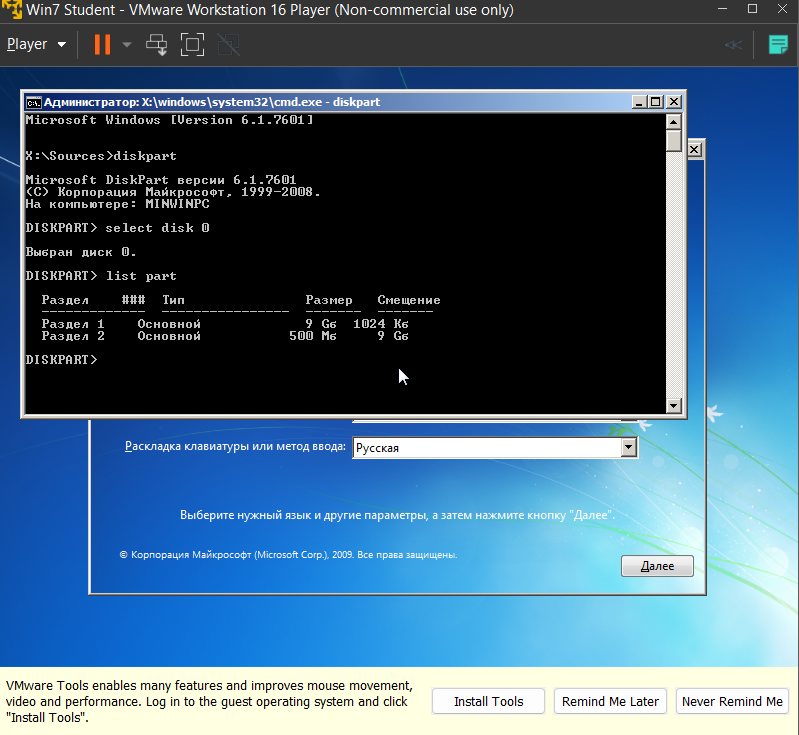 Win7 Student - VMware Workstation 16 Player (Non-commercial use only)
Player
Администратор: X:\windows\system32\cmd.exe - diskpart
Microsoft Windows [Version 6.1.7601]
X:\Sources>diskpart
Microsoft DiskPart версии 6.1.7601
(C) Корпорация Майкрософт, 1999-2008.
На компьютере: MINWINPC
DISKPART> select disk 0
Выбран диск 0.
DISKPART> list part
Раздел    ###  Тип               Размер   Смещение
-------------  ----------------  -------  -------
Раздел 1    Основной             9 Gб  1024 Kб
Раздел 2    Основной           500 Mб     9 Gб
DISKPART>
Раскладка клавиатуры или метод ввода: Русская
Выберите нужный язык и другие параметры, а затем нажмите кнопку "Далее".
© Корпорация Майкрософт (Microsoft Corp.), 2009. Все права защищены.
Далее
VMware Tools enables many features and improves mouse movement,
video and performance. Log in to the guest operating system and click
"Install Tools".
Install Tools
Remind Me Later
Never Remind Me